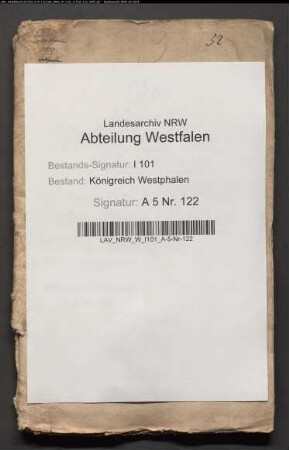 52
Landesarchiv NRW
Abteilung Westfalen
Bestands-Signatur: I 101
Bestand: Königreich Westphalen
Signatur: A 5 Nr. 122
LAV_NRW_W_I101_A-5-Nr-122